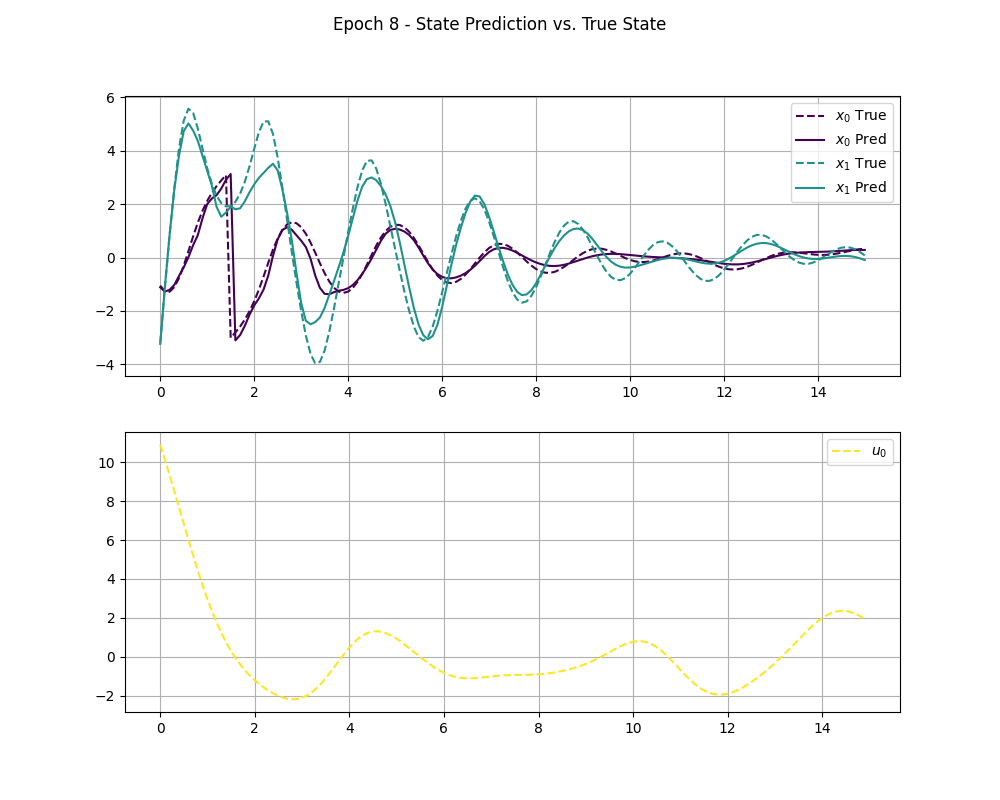 Epoch 8 - State Prediction vs. True State
6
4
2
0
−2
−4
x₀ True
x₀ Pred
x₁ True
x₁ Pred
0 2 4 6 8 10 12 14
10
8
6
4
2
0
−2
u₀
0 2 4 6 8 10 12 14